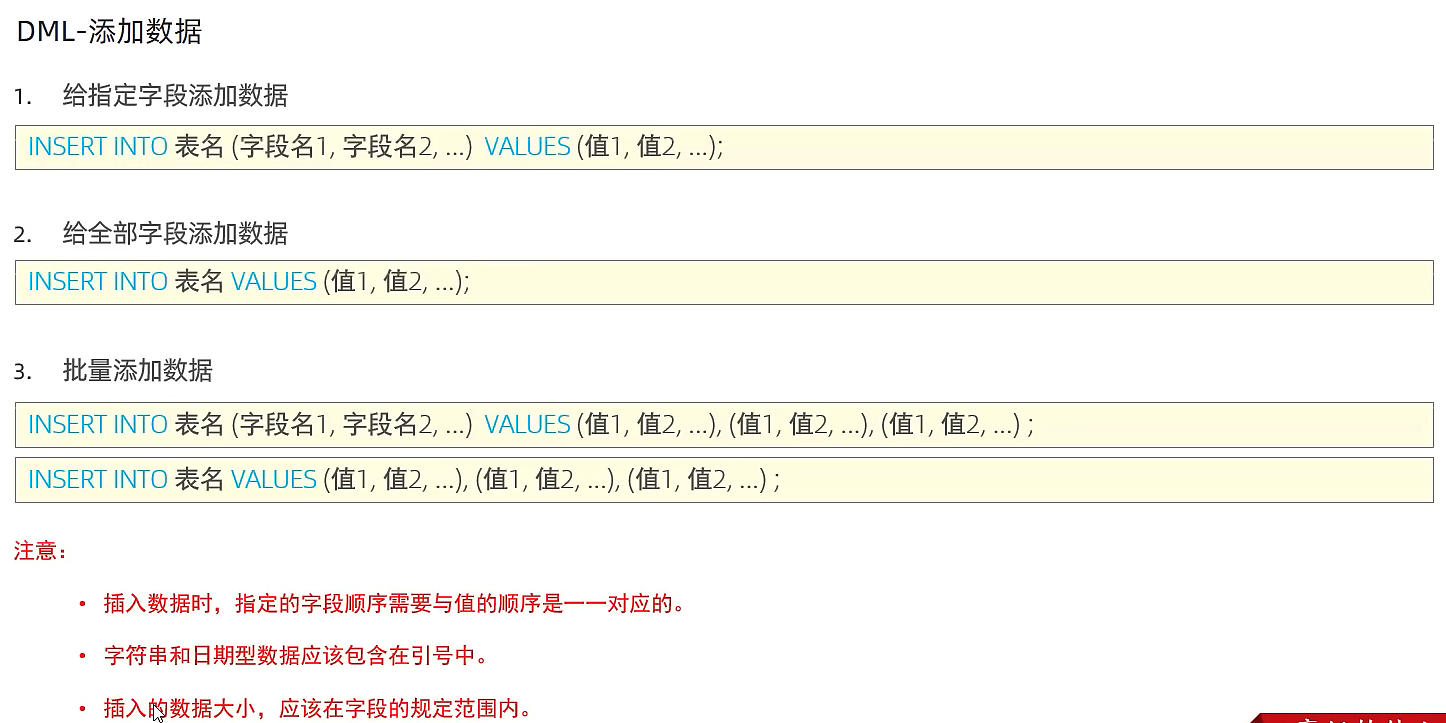 DML-添加数据
1. 给指定字段添加数据
INSERT INTO 表名 (字段名1, 字段名2, ...) VALUES (值1, 值2, ...);
2. 给全部字段添加数据
INSERT INTO 表名 VALUES (值1, 值2, ...);
3. 批量添加数据
INSERT INTO 表名 (字段名1, 字段名2, ...) VALUES (值1, 值2, ...), (值1, 值2, ...), (值1, 值2, ...) ;
INSERT INTO 表名 VALUES (值1, 值2, ...), (值1, 值2, ...), (值1, 值2, ...) ;
注意：
• 插入数据时，指定的字段顺序需要与值的顺序是一一对应的。
• 字符串和日期型数据应该包含在引号中。
• 插入的数据大小，应该在字段的规定范围内。